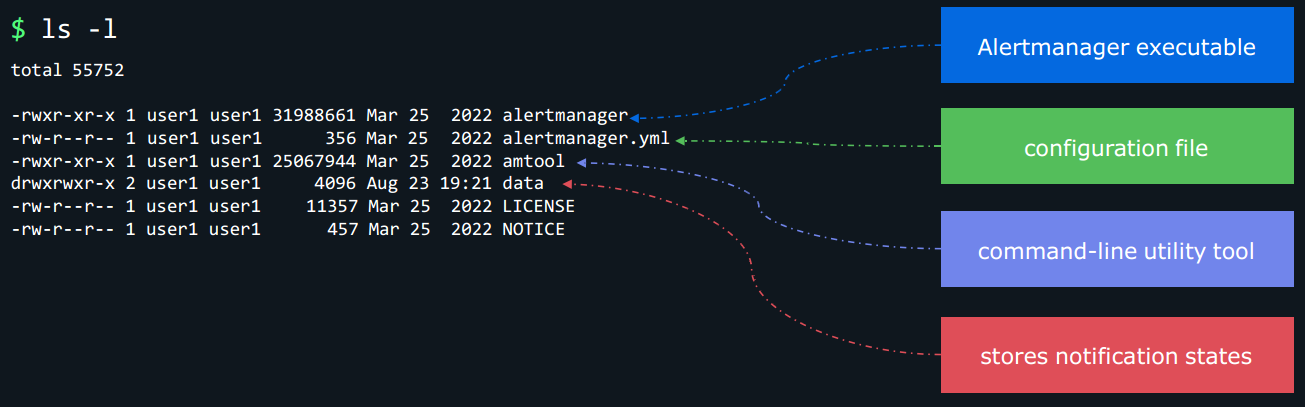 $ ls -l
total 55752
-rwxr-xr-x 1 user1 user1 31988661 Mar 25  2022 alertmanager
-rw-r--r-- 1 user1 user1      356 Mar 25  2022 alertmanager.yml
-rwxr-xr-x 1 user1 user1 25067944 Mar 25  2022 amtool
drwxrwxr-x 2 user1 user1     4096 Aug 23 19:21 data
-rw-r--r-- 1 user1 user1    11357 Mar 25  2022 LICENSE
-rw-r--r-- 1 user1 user1      457 Mar 25  2022 NOTICE
Alertmanager executable
configuration file
command-line utility tool
stores notification states